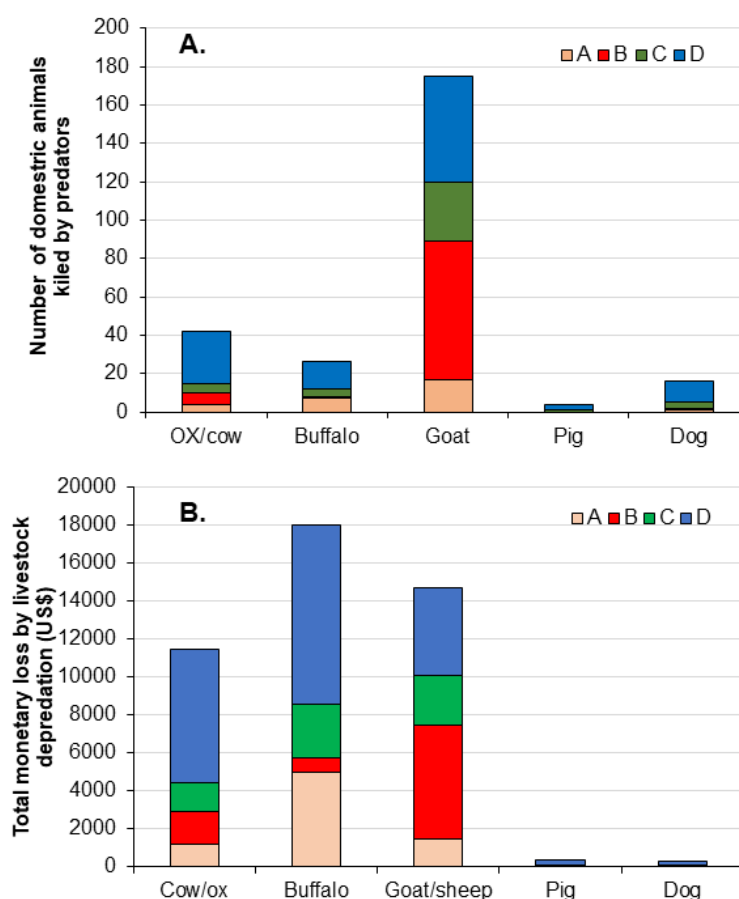 A.
A B C D
Number of domestric animals
kiled by predators
200
180
160
140
120
100
80
60
40
20
0
OX/cow Buffalo Goat Pig Dog
B.
A B C D
Total monetary loss by livestock
depredation (US$)
20000
18000
16000
14000
12000
10000
8000
6000
4000
2000
0
Cow/ox Buffalo Goat/sheep Pig Dog